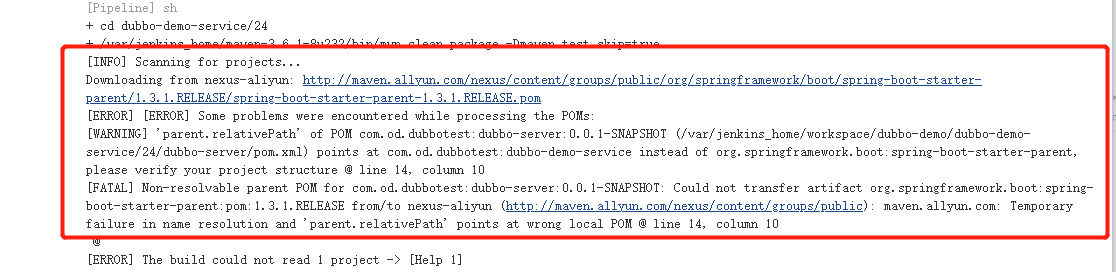 [Pipeline] sh
+ cd dubbo-demo-service/24
+ /var/jenkins_home/maven-3.6.1-8u232/bin/mvn clean package -Dmaven.test.skip=true
[INFO] Scanning for projects...
Downloading from nexus-aliyun: http://maven.allyun.com/nexus/content/groups/public/org/springframework/boot/spring-boot-starter-
parent/1.3.1.RELEASE/spring-boot-starter-parent-1.3.1.RELEASE.pom
[ERROR] [ERROR] Some problems were encountered while processing the POMs:
[WARNING] 'parent.relativePath' of POM com.od.dubbotest:dubbo-server:0.0.1-SNAPSHOT (/var/jenkins_home/workspace/dubbo-demo/dubbo-demo-
service/24/dubbo-server/pom.xml) points at com.od.dubbotest:dubbo-demo-service instead of org.springframework.boot:spring-boot-starter-parent,
please verify your project structure @ line 14, column 10
[FATAL] Non-resolvable parent POM for com.od.dubbotest:dubbo-server:0.0.1-SNAPSHOT: Could not transfer artifact org.springframework.boot:spring-
boot-starter-parent:pom:1.3.1.RELEASE from/to nexus-aliyun (http://maven.allyun.com/nexus/content/groups/public): maven.allyun.com: Temporary
failure in name resolution and 'parent.relativePath' points at wrong local POM @ line 14, column 10
@
[ERROR] The build could not read 1 project -> [Help 1]